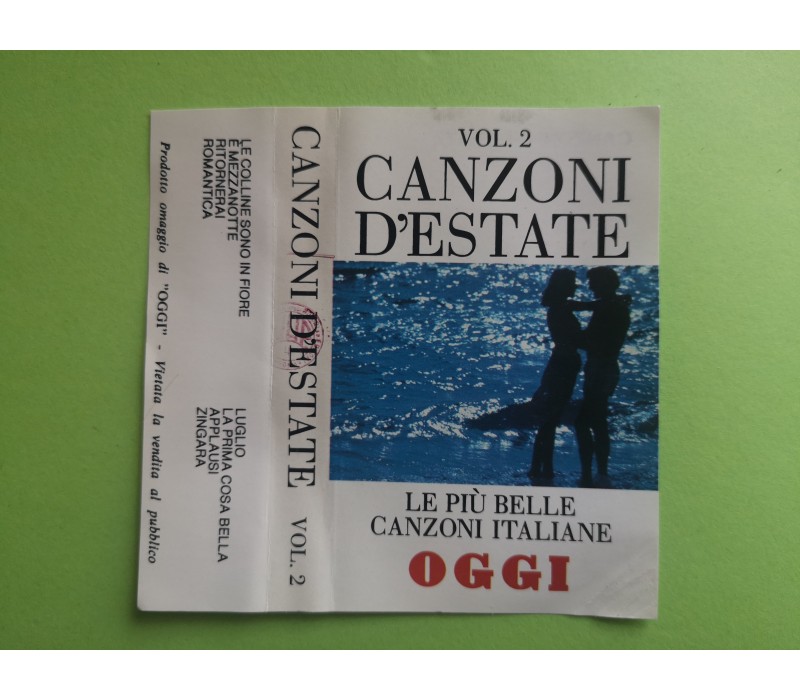 VOL. 2
CANZONI
D'ESTATE
LE PIÙ BELLE
CANZONI ITALIANE
OGGI
CANZONI D'ESTATE VOL. 2
LE COLLINE SONO IN FIORE
È MEZZANOTTE
RITORNERAI
ROMANTICA
LUGLIO
LA PRIMA COSA BELLA
APPLAUSI
ZINGARA
Prodotto omaggio di "OGGI" - Vietata la vendita al pubblico